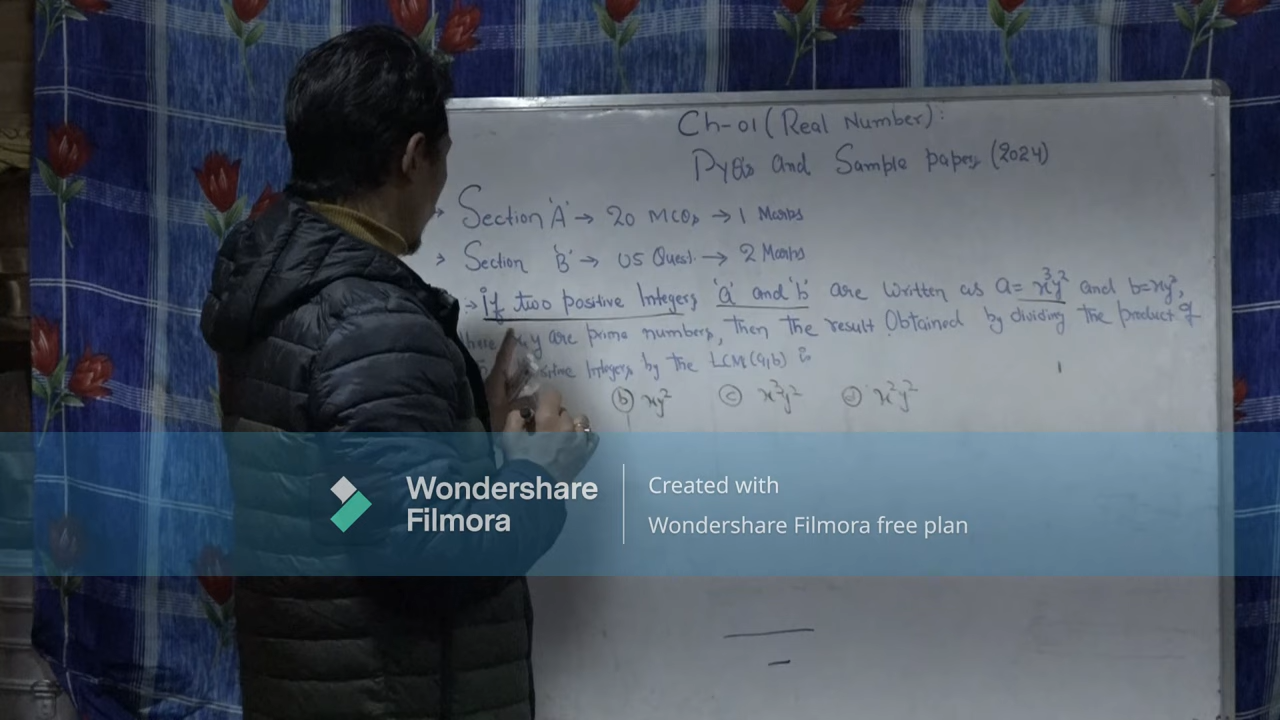 Ch-01 (Real Number):
PYQs and Sample papers (2024)
Section 'A' → 20 MCQs → 1 Marks
Section 'B' → 05 Quest. → 2 Marks
→ if two positive Integers 'a' and 'b' are written as a = x³y² and b = xy³,
here x, y are prime numbers, then the result Obtained by dividing the product of
sitive Integers by the LCM (a,b) is
(b) xy² (c) x³y² (d) x²y²
Wondershare Filmora
Created with
Wondershare Filmora free plan